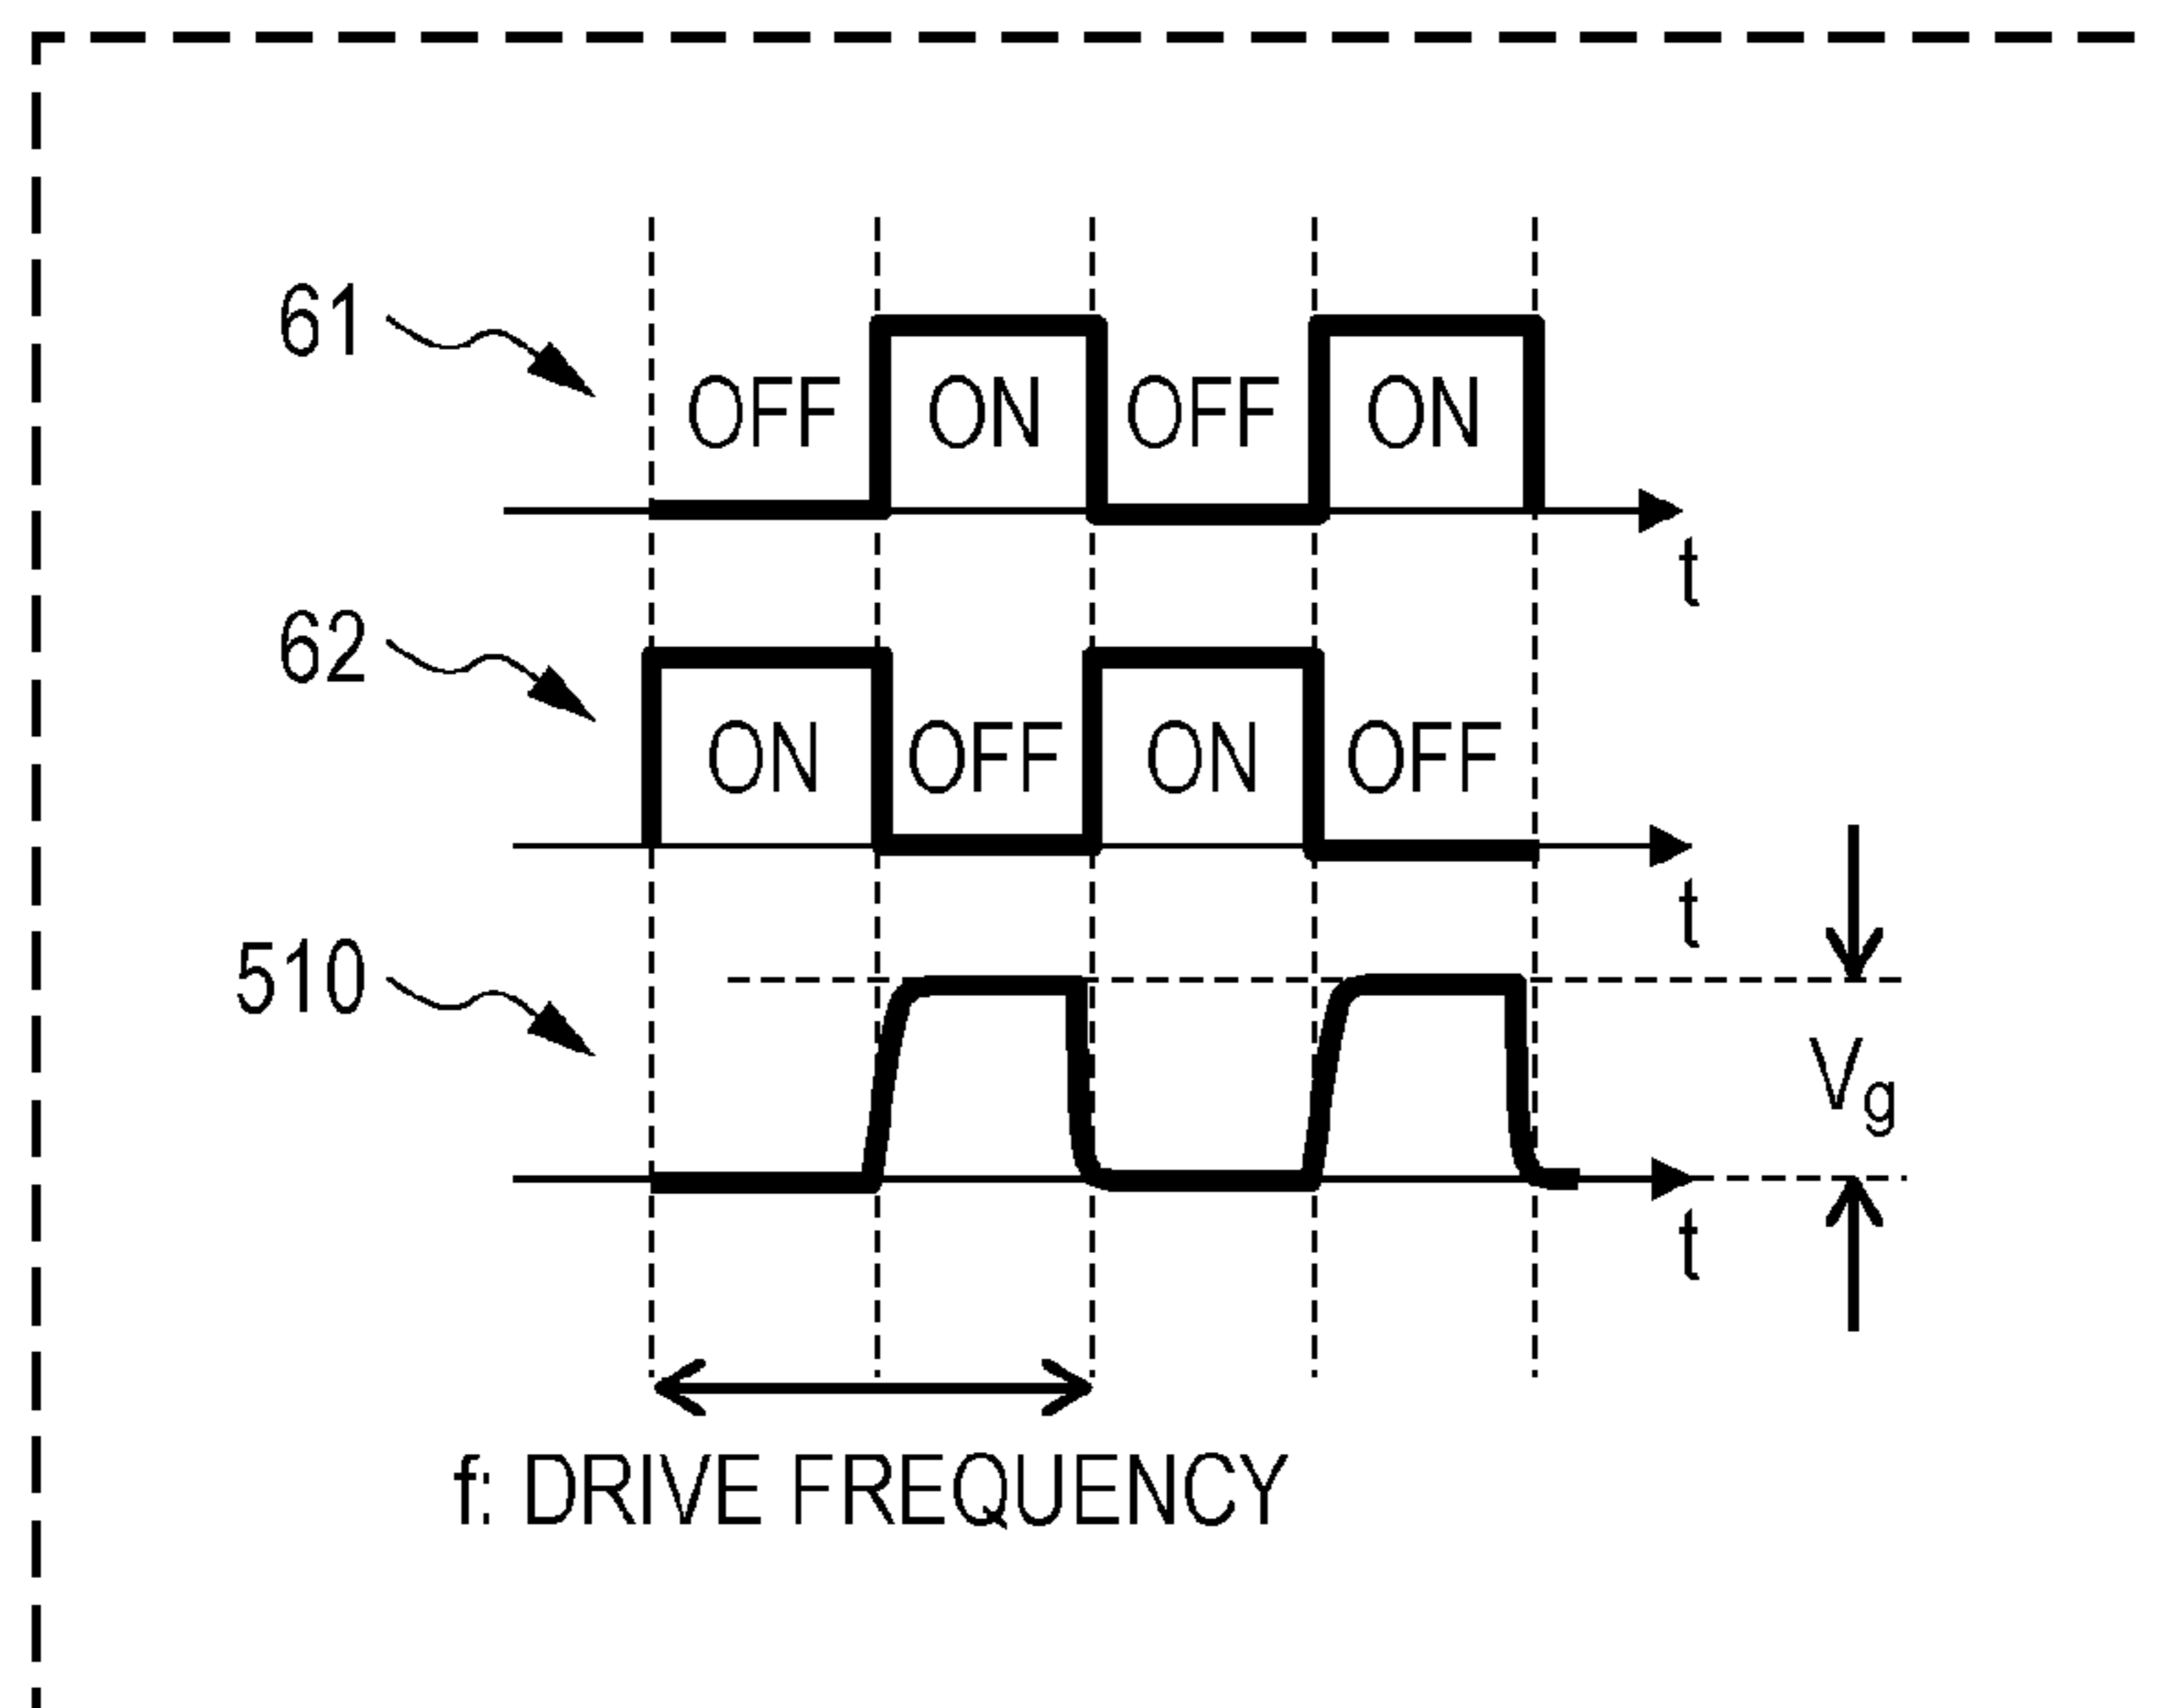 61
OFF ON OFF ON
t
62
ON OFF ON OFF
t
510
Vg
t
f: DRIVE FREQUENCY